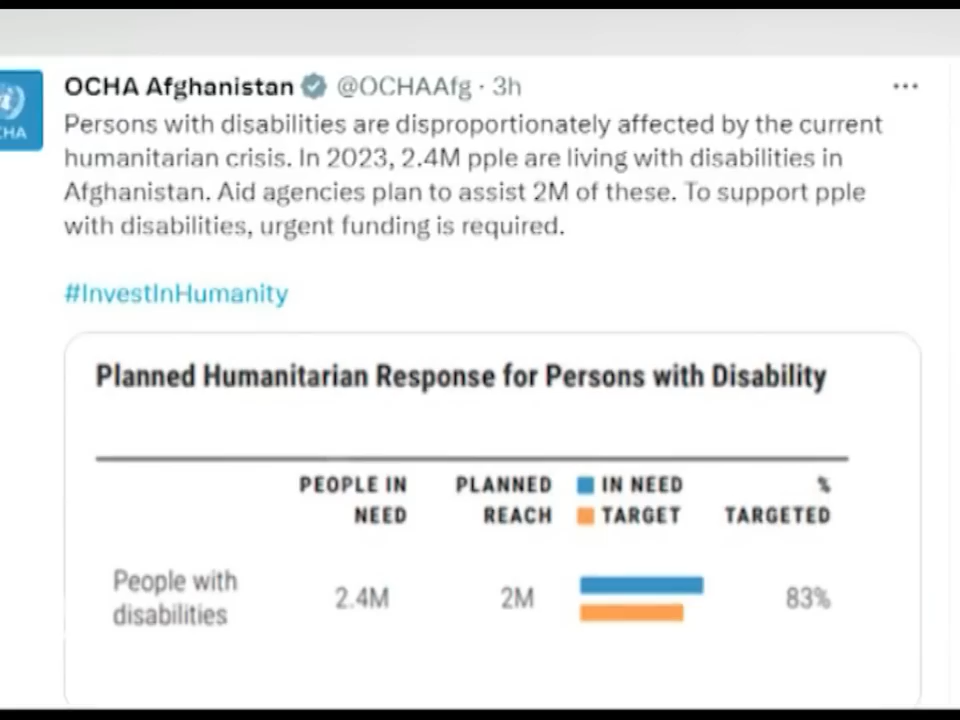 OCHA Afghanistan @OCHAAfg · 3h
Persons with disabilities are disproportionately affected by the current
humanitarian crisis. In 2023, 2.4M pple are living with disabilities in
Afghanistan. Aid agencies plan to assist 2M of these. To support pple
with disabilities, urgent funding is required.
#InvestInHumanity
Planned Humanitarian Response for Persons with Disability
PEOPLE IN NEED
PLANNED REACH
IN NEED
TARGET
% TARGETED
People with disabilities
2.4M
2M
83%